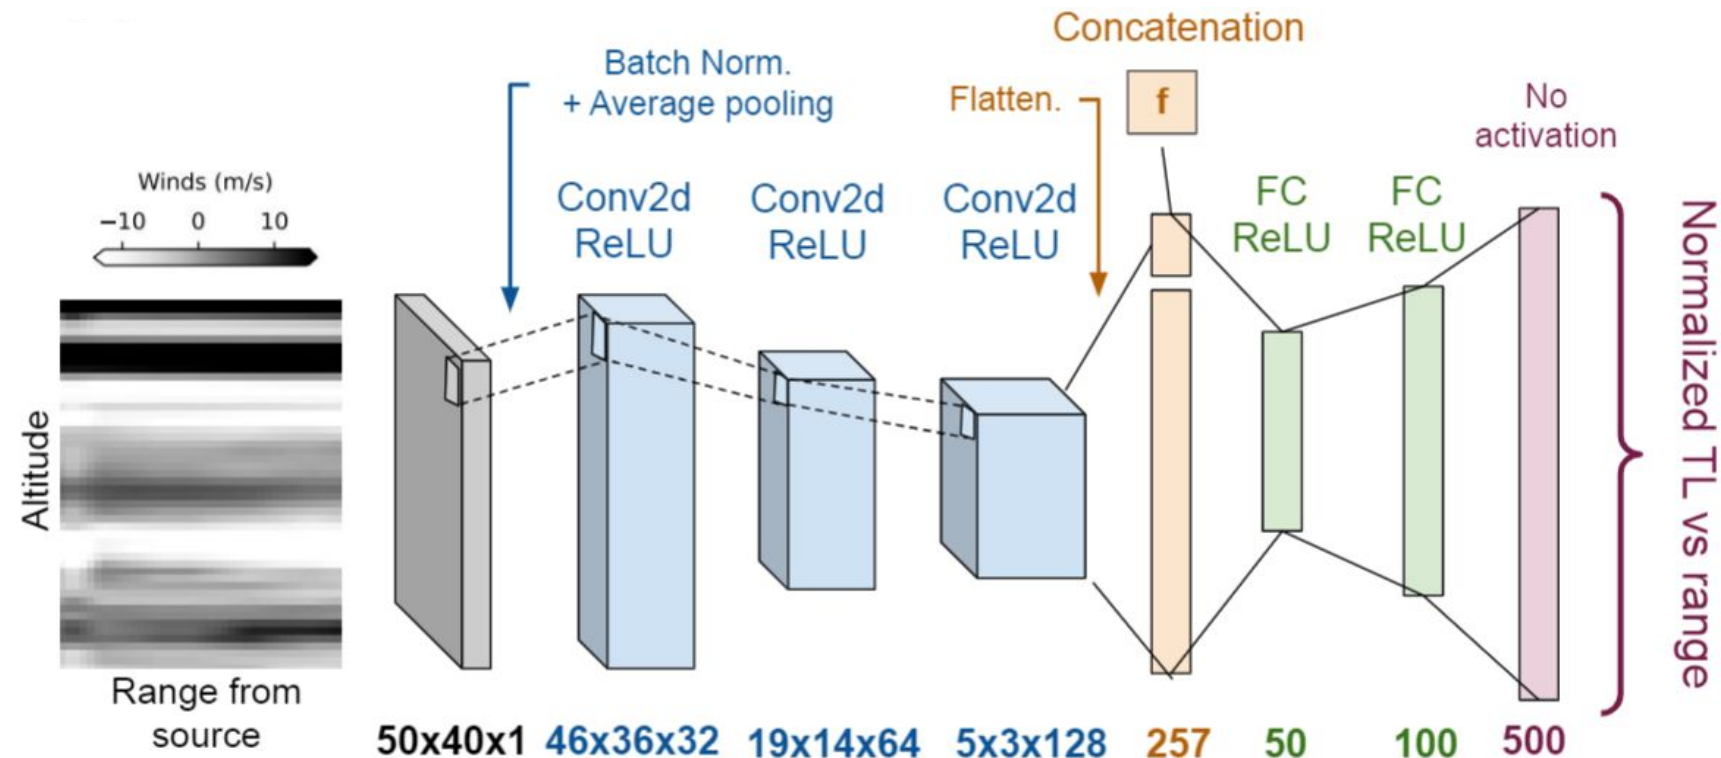 Concatenation
Batch Norm.
+ Average pooling
Flatten.
f
No
activation
Winds (m/s)
−10 0 10
Conv2d
ReLU
Conv2d
ReLU
Conv2d
ReLU
FC
ReLU
FC
ReLU
Altitude
Range from
source
Normalized TL vs range
50x40x1 46x36x32 19x14x64 5x3x128 257 50 100 500